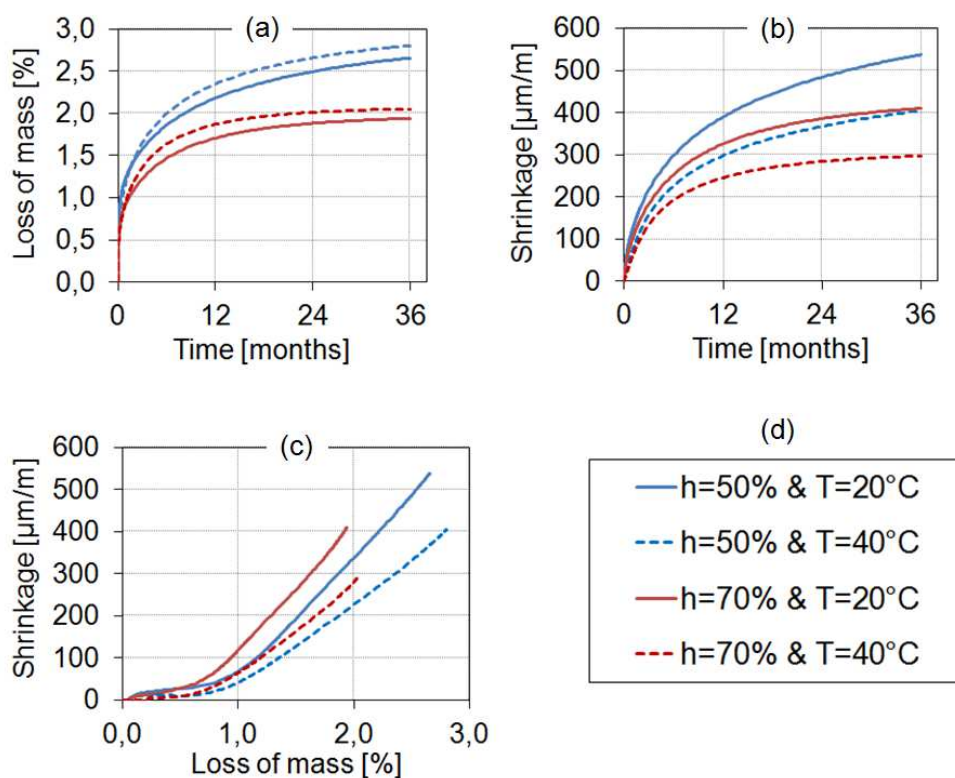 (a)
Loss of mass [%]
3,0
2,5
2,0
1,5
1,0
0,5
0,0
0 12 24 36
Time [months]
(b)
Shrinkage [µm/m]
600
500
400
300
200
100
0
0 12 24 36
Time [months]
(c)
Shrinkage [µm/m]
600
500
400
300
200
100
0
0,0 1,0 2,0 3,0
Loss of mass [%]
(d)
h=50% & T=20°C
h=50% & T=40°C
h=70% & T=20°C
h=70% & T=40°C